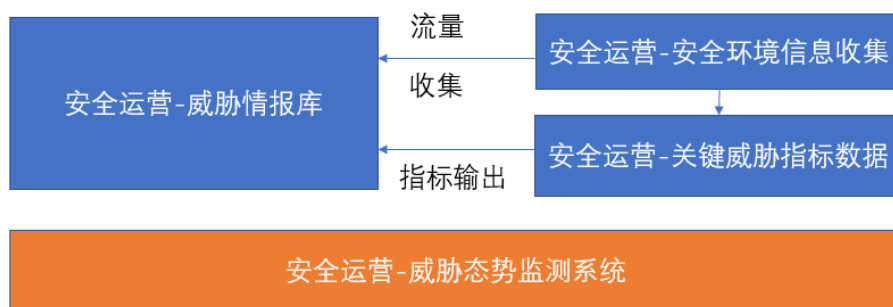 流量
安全运营-安全环境信息收集
安全运营-威胁情报库
收集
安全运营-关键威胁指标数据
指标输出
安全运营-威胁态势监测系统